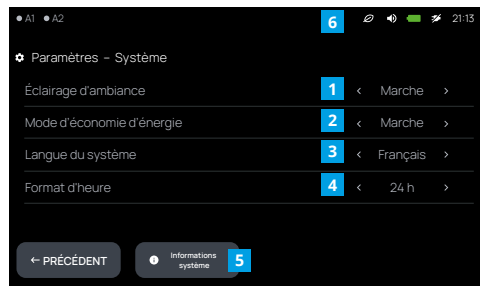 A1 A2 6 21:13
Paramètres – Système
Éclairage d'ambiance 1 < Marche >
Mode d'économie d'énergie 2 < Marche >
Langue du système 3 < Français >
Format d'heure 4 < 24 h >
← PRÉCÉDENT
Informations
système
5